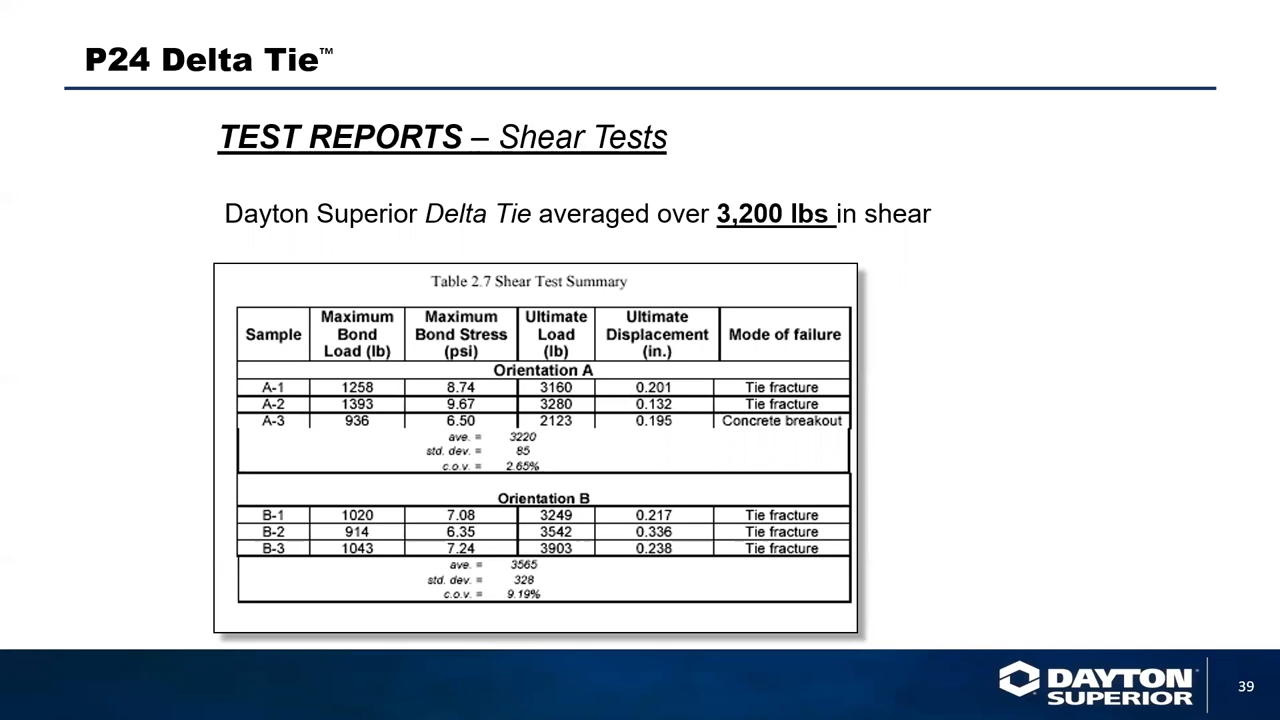 P24 Delta Tie™
TEST REPORTS – Shear Tests
Dayton Superior Delta Tie averaged over 3,200 lbs in shear
Table 2.7 Shear Test Summary
Sample Maximum Bond Load (lb) Maximum Bond Stress (psi) Ultimate Load (lb) Ultimate Displacement (in.) Mode of failure
Orientation A
A-1 1258 8.74 3160 0.201 Tie fracture
A-2 1393 9.67 3280 0.132 Tie fracture
A-3 936 6.50 2123 0.195 Concrete breakout
ave. = 3220
std. dev. = 85
c.o.v. = 2.65%
Orientation B
B-1 1020 7.08 3249 0.217 Tie fracture
B-2 914 6.35 3542 0.336 Tie fracture
B-3 1043 7.24 3903 0.238 Tie fracture
ave. = 3565
std. dev. = 328
c.o.v. = 9.19%
DAYTON
SUPERIOR
39